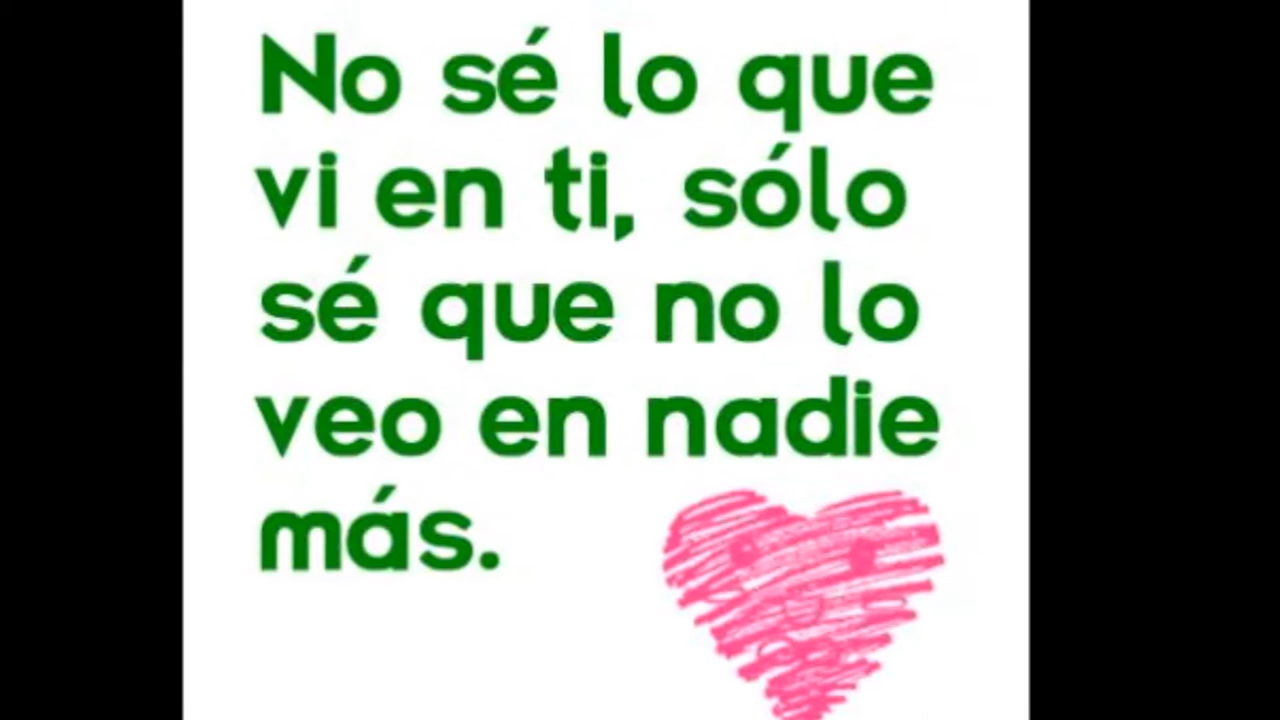 No sé lo que
vi en ti, sólo
sé que no lo
veo en nadie
más.